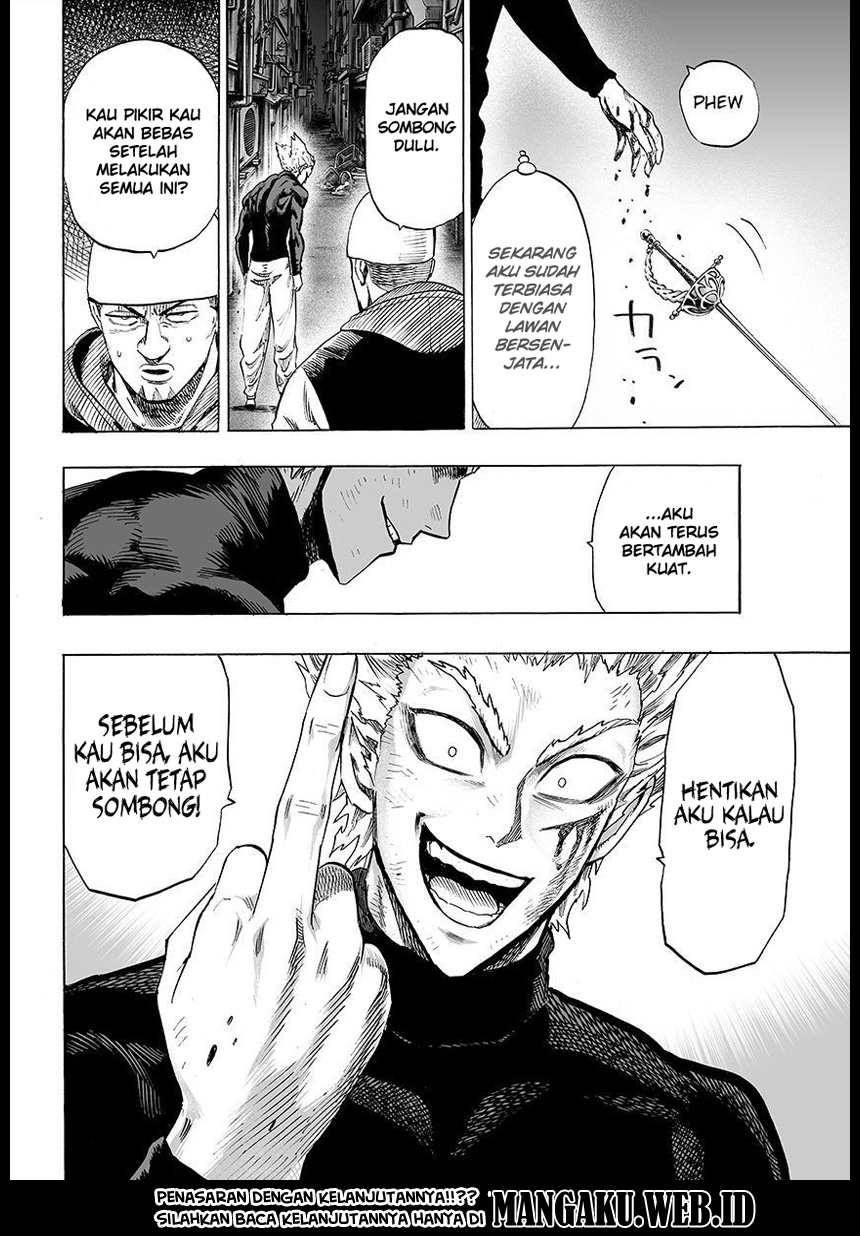 PHEW
SEKARANG
AKU SUDAH
TERBIASA
DENGAN
LAWAN
BERSEN-
JATA...
カラン
JANGAN
SOMBONG
DULU.
KAU PIKIR KAU
AKAN BEBAS
SETELAH
MELAKUKAN
SEMUA INI?
...AKU
AKAN TERUS
BERTAMBAH
KUAT.
HENTIKAN
AKU KALAU
BISA.
SEBELUM
KAU BISA, AKU
AKAN TETAP
SOMBONG!
PENASARAN DENGAN KELANJUTANNYA!!??
SILAHKAN BACA KELANJUTANNYA HANYA DI MANGAKU.WEB.ID